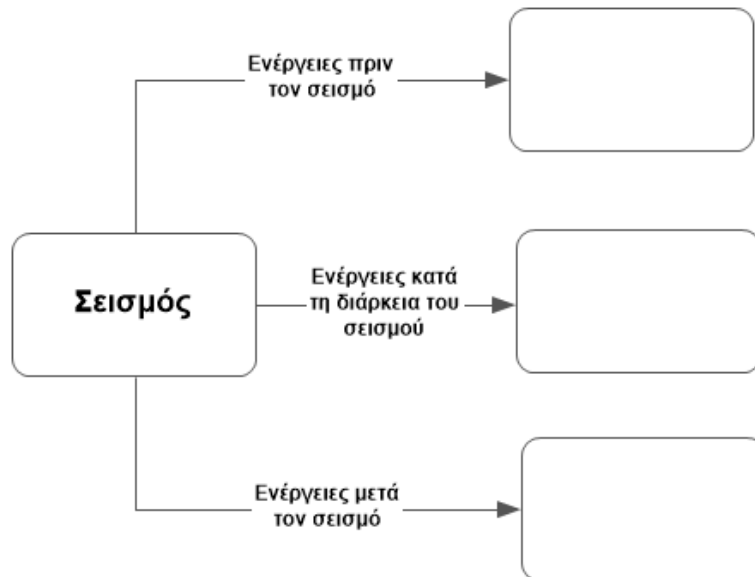 Ενέργειες πριν
τον σεισμό
Σεισμός
Ενέργειες κατά
τη διάρκεια του
σεισμού
Ενέργειες μετά
τον σεισμό